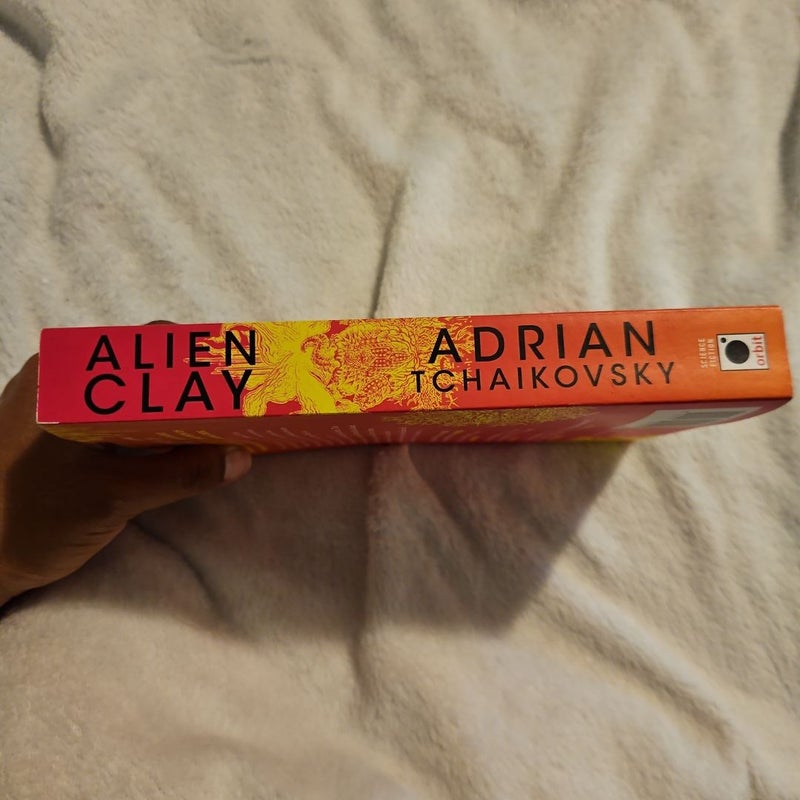 ALIEN
CLAY
ADRIAN
TCHAIKOVSKY
SCIENCE
FICTION
orbit